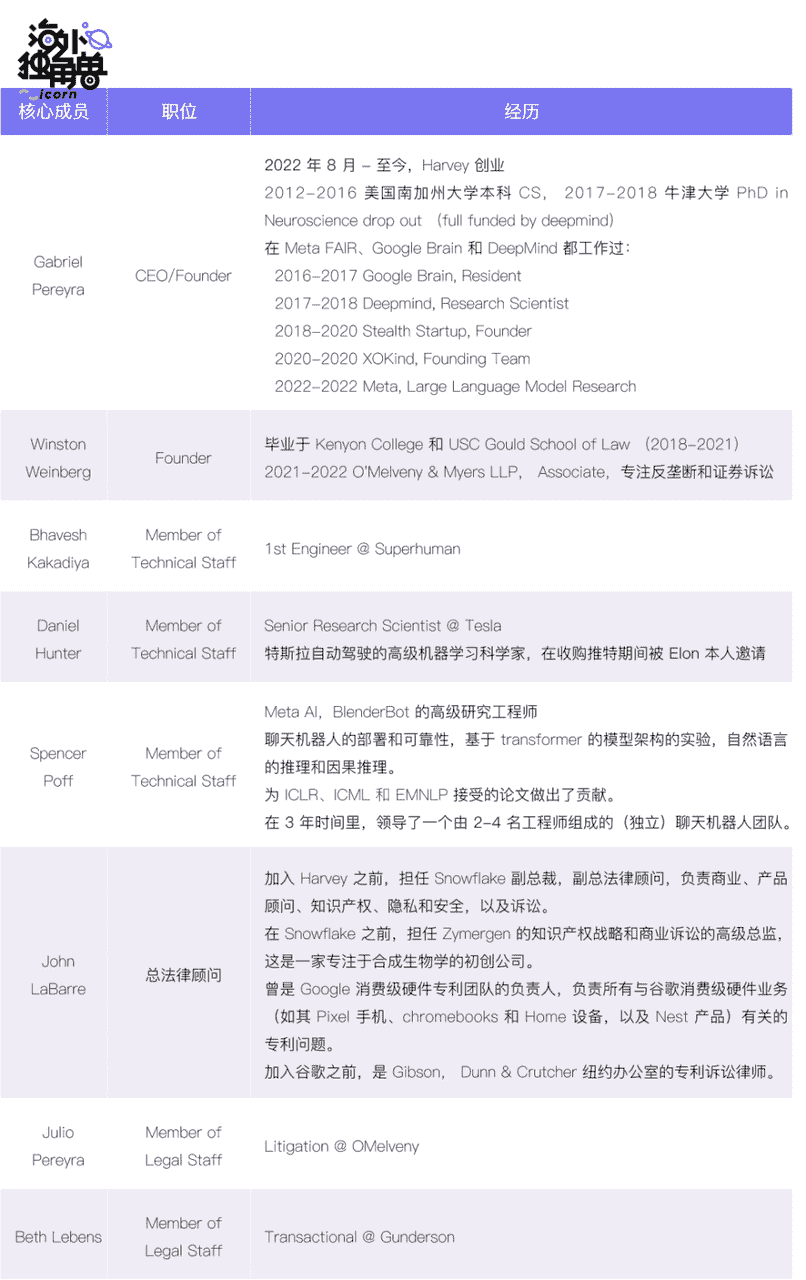 海外
独角兽
icorn
核心成员 职位 经历
Gabriel
Pereyra
CEO/Founder
2022 年 8 月 – 至今，Harvey 创业
2012-2016 美国南加州大学本科 CS， 2017-2018 牛津大学 PhD in
Neuroscience drop out （full funded by deepmind）
在 Meta FAIR、Google Brain 和 DeepMind 都工作过：
2016-2017 Google Brain, Resident
2017-2018 Deepmind, Research Scientist
2018-2020 Stealth Startup, Founder
2020-2020 XOKind, Founding Team
2022-2022 Meta, Large Language Model Research
Winston
Weinberg
Founder
毕业于 Kenyon College 和 USC Gould School of Law （2018-2021）
2021-2022 O'Melveny & Myers LLP， Associate，专注反垄断和证券诉讼
Bhavesh
Kakadiya
Member of
Technical Staff
1st Engineer @ Superhuman
Daniel
Hunter
Member of
Technical Staff
Senior Research Scientist @ Tesla
特斯拉自动驾驶的高级机器学习科学家，在收购推特期间被 Elon 本人邀请
Spencer
Poff
Member of
Technical Staff
Meta AI，BlenderBot 的高级研究工程师
聊天机器人的部署和可靠性，基于 transformer 的模型架构的实验，自然语言
的推理和因果推理。
为 ICLR、ICML 和 EMNLP 接受的论文做出了贡献。
在 3 年时间里，领导了一个由 2-4 名工程师组成的（独立）聊天机器人团队。
John
LaBarre
总法律顾问
加入 Harvey 之前，担任 Snowflake 副总裁，副总法律顾问，负责商业、产品
顾问、知识产权、隐私和安全，以及诉讼。
在 Snowflake 之前，担任 Zymergen 的知识产权战略和商业诉讼的高级总监，
这是一家专注于合成生物学的初创公司。
曾是 Google 消费级硬件专利团队的负责人，负责所有与谷歌消费级硬件业务
（如其 Pixel 手机、chromebooks 和 Home 设备，以及 Nest 产品）有关的
专利问题。
加入谷歌之前，是 Gibson， Dunn & Crutcher 纽约办公室的专利诉讼律师。
Julio
Pereyra
Member of
Legal Staff
Litigation @ OMelveny
Beth Lebens
Member of
Legal Staff
Transactional @ Gunderson